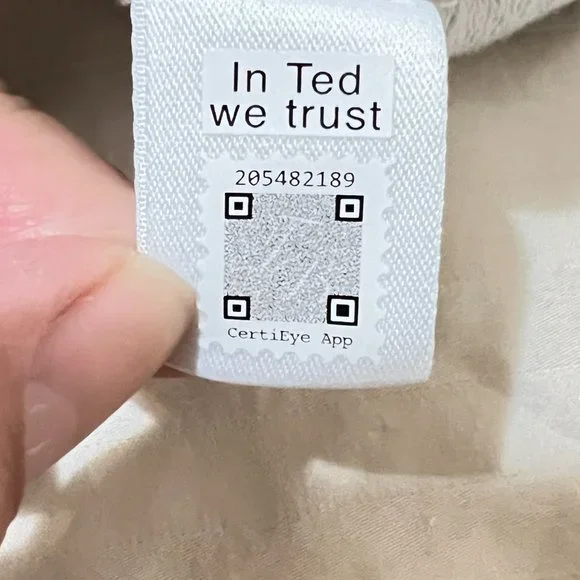 In Ted
we trust
205482189
CertiEye App